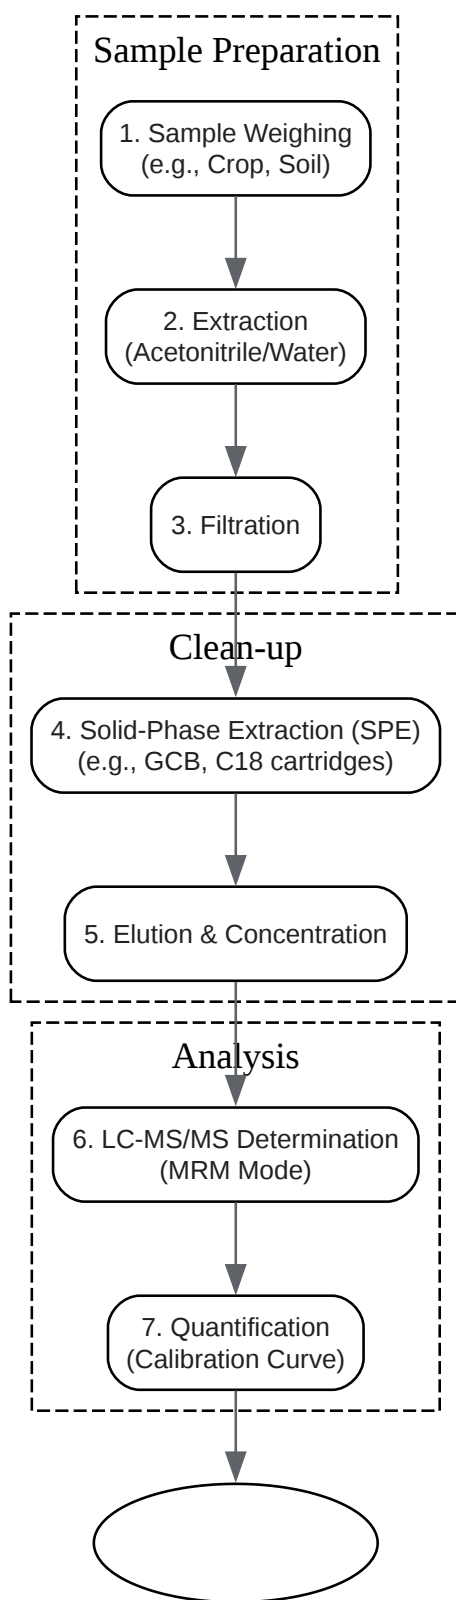 Sample Preparation
1. Sample Weighing
(e.g., Crop, Soil)
2. Extraction
(Acetonitrile/Water)
3. Filtration
Clean-up
4. Solid-Phase Extraction (SPE)
(e.g., GCB, C18 cartridges)
5. Elution & Concentration
Analysis
6. LC-MS/MS Determination
(MRM Mode)
7. Quantification
(Calibration Curve)